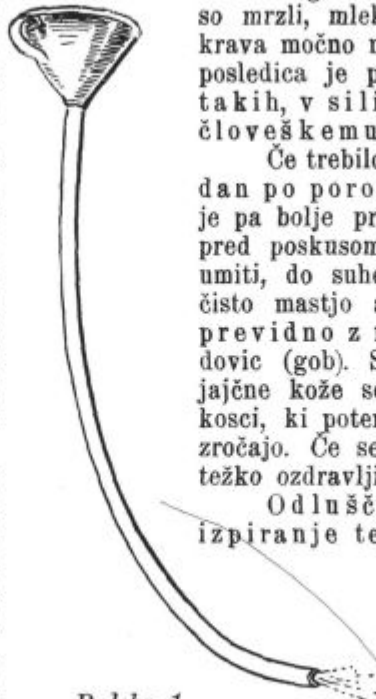 so mrzli, mlek
krava močno
posledica je p
takih, v sili
človeškemu
Če trebilo
dan po poro
je pa bolje pr
pred poskusom
umiti, do suhe
čisto mastjo
previdno z
dovic (gob). S
jajčne kože se
kosci, ki poten
zročajo. Če se
težko ozdravlji
Odlušč
izpiranje te